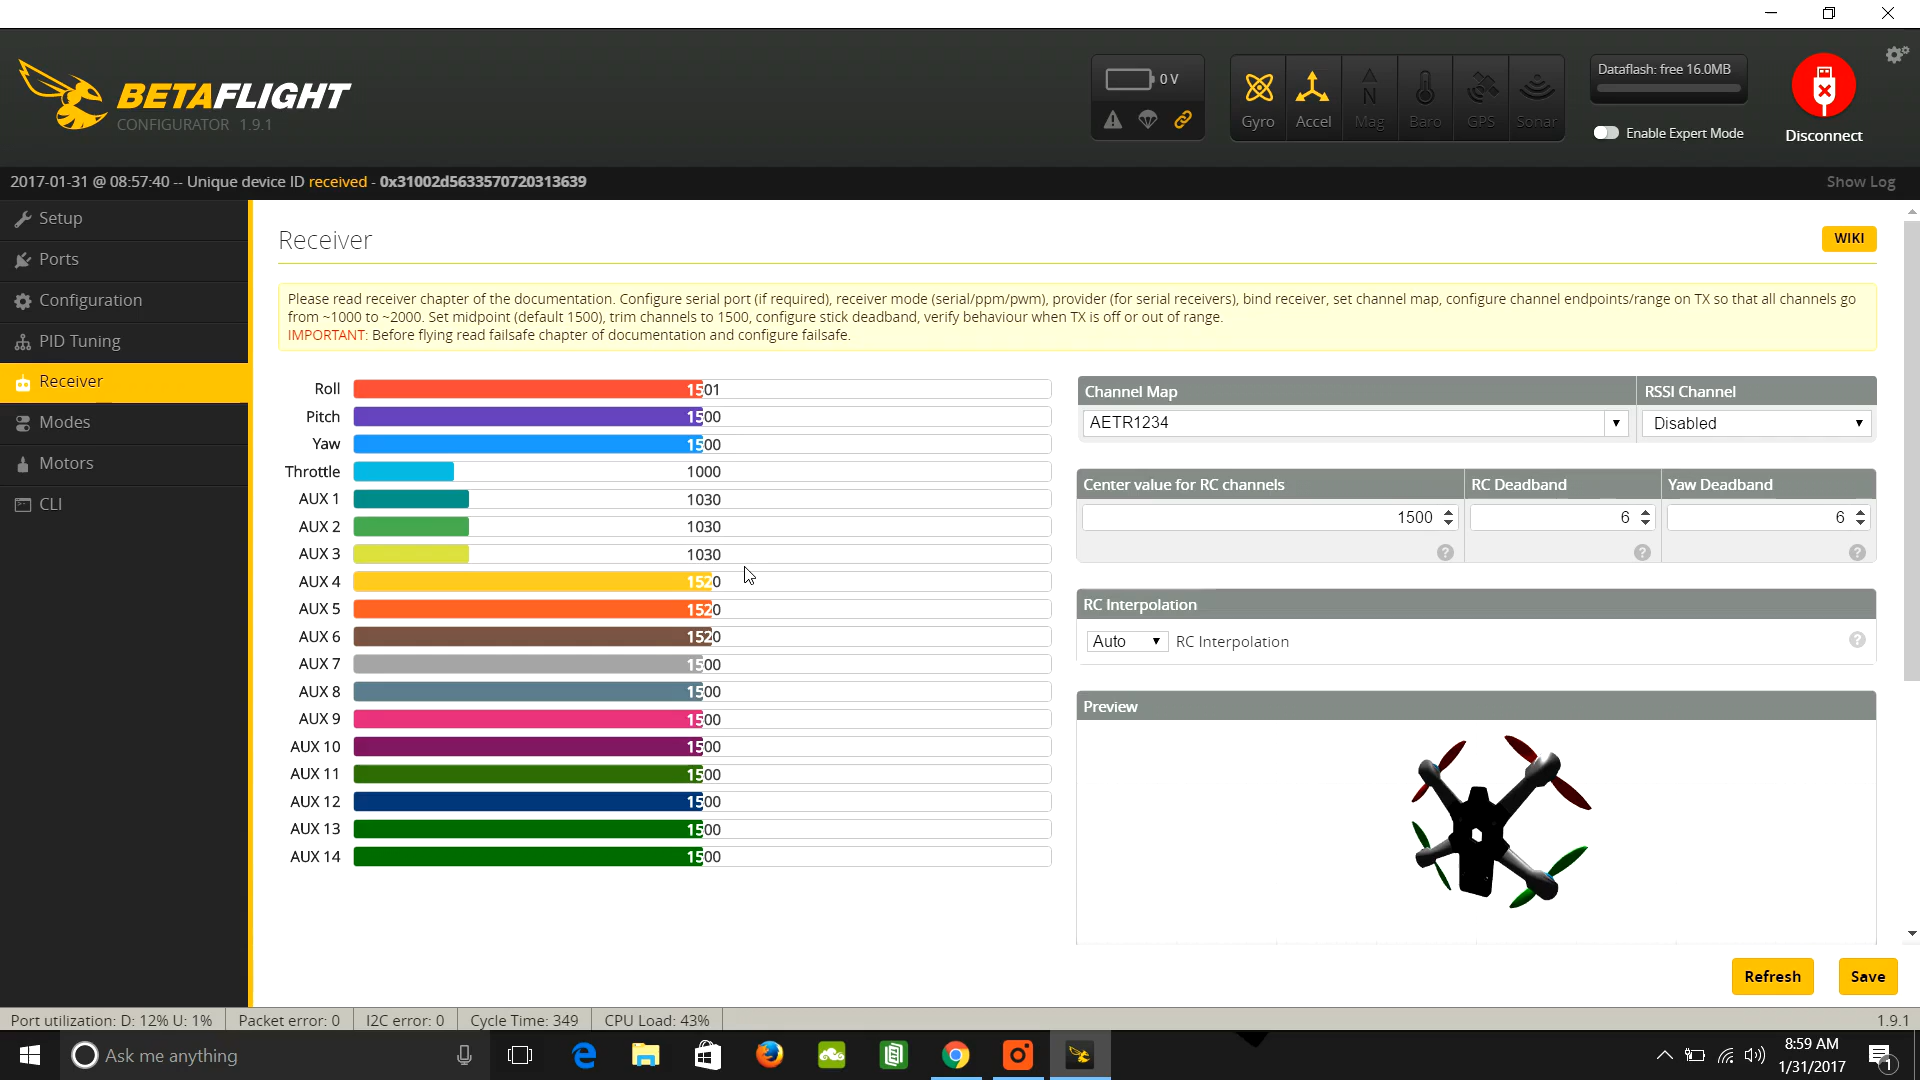 BETAFLIGHT
CONFIGURATOR 1.9.1
0 V
Gyro
Accel
Mag
Baro
GPS
Sonar
Dataflash: free 16.0MB
Enable Expert Mode
Disconnect
2017-01-31 @ 08:57:40 -- Unique device ID received - 0x31002d5633570720313639
Show Log
Setup
Ports
Configuration
PID Tuning
Receiver
Modes
Motors
CLI
Receiver
WIKI
Please read receiver chapter of the documentation. Configure serial port (if required), receiver mode (serial/ppm/pwm), provider (for serial receivers), bind receiver, set channel map, configure channel endpoints/range on TX so that all channels go
from ~1000 to ~2000. Set midpoint (default 1500), trim channels to 1500, configure stick deadband, verify behaviour when TX is off or out of range.
IMPORTANT: Before flying read failsafe chapter of documentation and configure failsafe.
Roll 1501
Pitch 1500
Yaw 1500
Throttle 1000
AUX 1 1030
AUX 2 1030
AUX 3 1030
AUX 4 1520
AUX 5 1520
AUX 6 1520
AUX 7 1500
AUX 8 1500
AUX 9 1500
AUX 10 1500
AUX 11 1500
AUX 12 1500
AUX 13 1500
AUX 14 1500
Channel Map
RSSI Channel
AETR1234
Disabled
Center value for RC channels
RC Deadband
Yaw Deadband
1500
6
6
?
?
?
RC Interpolation
Auto RC Interpolation
?
Preview
Refresh
Save
Port utilization: D: 12% U: 1%
Packet error: 0
I2C error: 0
Cycle Time: 349
CPU Load: 43%
1.9.1
Ask me anything
8:59 AM
1/31/2017
1